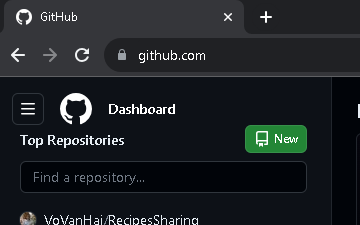 GitHub
github.com
Dashboard
Top Repositories
New
Find a repository...
VoVanHai/RecipesSharing